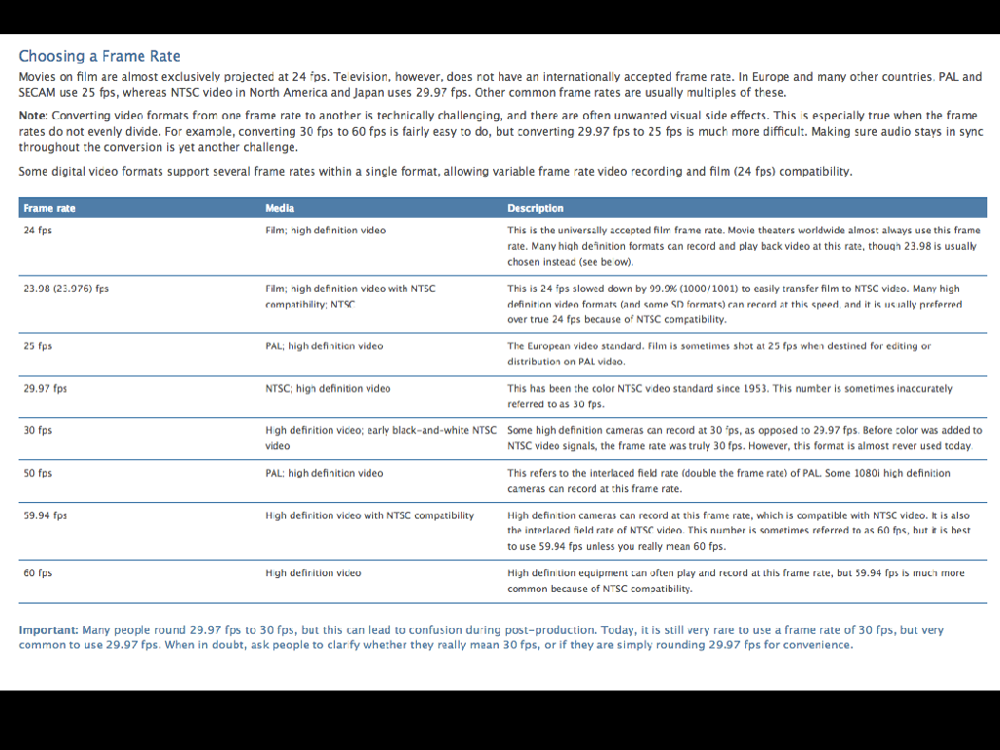 Choosing a Frame Rate
Movies on film are almost exclusively projected at 24 fps. Television, however, does not have an internationally accepted frame rate. In Europe and many other countries, PAL and
SECAM use 25 fps, whereas NTSC video in North America and Japan uses 29.97 fps. Other common frame rates are usually multiples of these.
Note: Converting video formats from one frame rate to another is technically challenging, and there are often unwanted visual side effects. This is especially true when the frame
rates do not evenly divide. For example, converting 30 fps to 60 fps is fairly easy to do, but converting 29.97 fps to 25 fps is much more difficult. Making sure audio stays in sync
throughout the conversion is yet another challenge.
Some digital video formats support several frame rates within a single format, allowing variable frame rate video recording and film (24 fps) compatibility.
Frame rate Media Description
24 fps Film; high definition video This is the universally accepted film frame rate. Movie theaters worldwide almost always use this frame
rate. Many high definition formats can record and play back video at this rate, though 23.98 is usually
chosen instead (see below).
23.98 (23.976) fps Film; high definition video with NTSC This is 24 fps slowed down by 99.9% (1000/1001) to easily transfer film to NTSC video. Many high
compatibility; NTSC definition video formats (and some SD formats) can record at this speed, and it is usually preferred
over true 24 fps because of NTSC compatibility.
25 fps PAL; high definition video The European video standard. Film is sometimes shot at 25 fps when destined for editing or
distribution on PAL video.
29.97 fps NTSC; high definition video This has been the color NTSC video standard since 1953. This number is sometimes inaccurately
referred to as 30 fps.
30 fps High definition video; early black-and-white NTSC Some high definition cameras can record at 30 fps, as opposed to 29.97 fps. Before color was added to
video NTSC video signals, the frame rate was truly 30 fps. However, this format is almost never used today.
50 fps PAL; high definition video This refers to the interlaced field rate (double the frame rate) of PAL. Some 1080i high definition
cameras can record at this frame rate.
59.94 fps High definition video with NTSC compatibility High definition cameras can record at this frame rate, which is compatible with NTSC video. It is also
the interlaced field rate of NTSC video. This number is sometimes referred to as 60 fps, but it is best
to use 59.94 fps unless you really mean 60 fps.
60 fps High definition video High definition equipment can often play and record at this frame rate, but 59.94 fps is much more
common because of NTSC compatibility.
Important: Many people round 29.97 fps to 30 fps, but this can lead to confusion during post-production. Today, it is still very rare to use a frame rate of 30 fps, but very
common to use 29.97 fps. When in doubt, ask people to clarify whether they really mean 30 fps, or if they are simply rounding 29.97 fps for convenience.